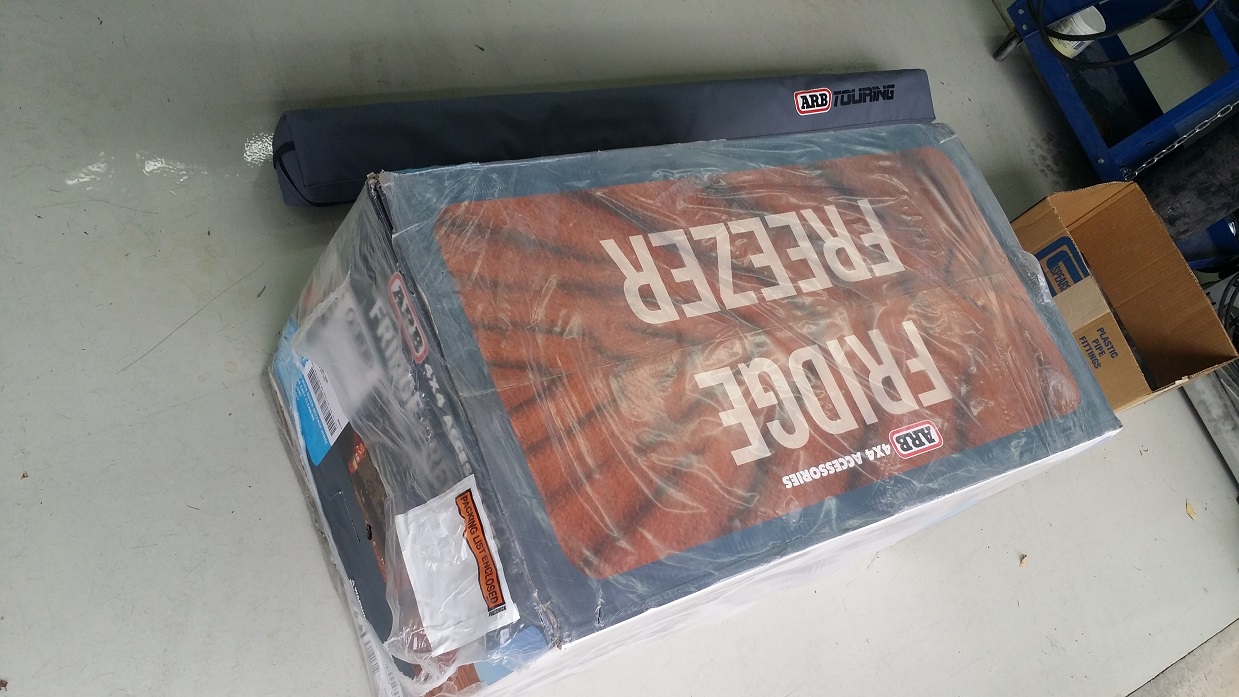 ARB TOURING
ARB 4X4 ACCESSORIES
FRIDGE
FREEZER
ARB
PACKING LIST ENCLOSED
PLASTIC
PIPE
FITTINGS